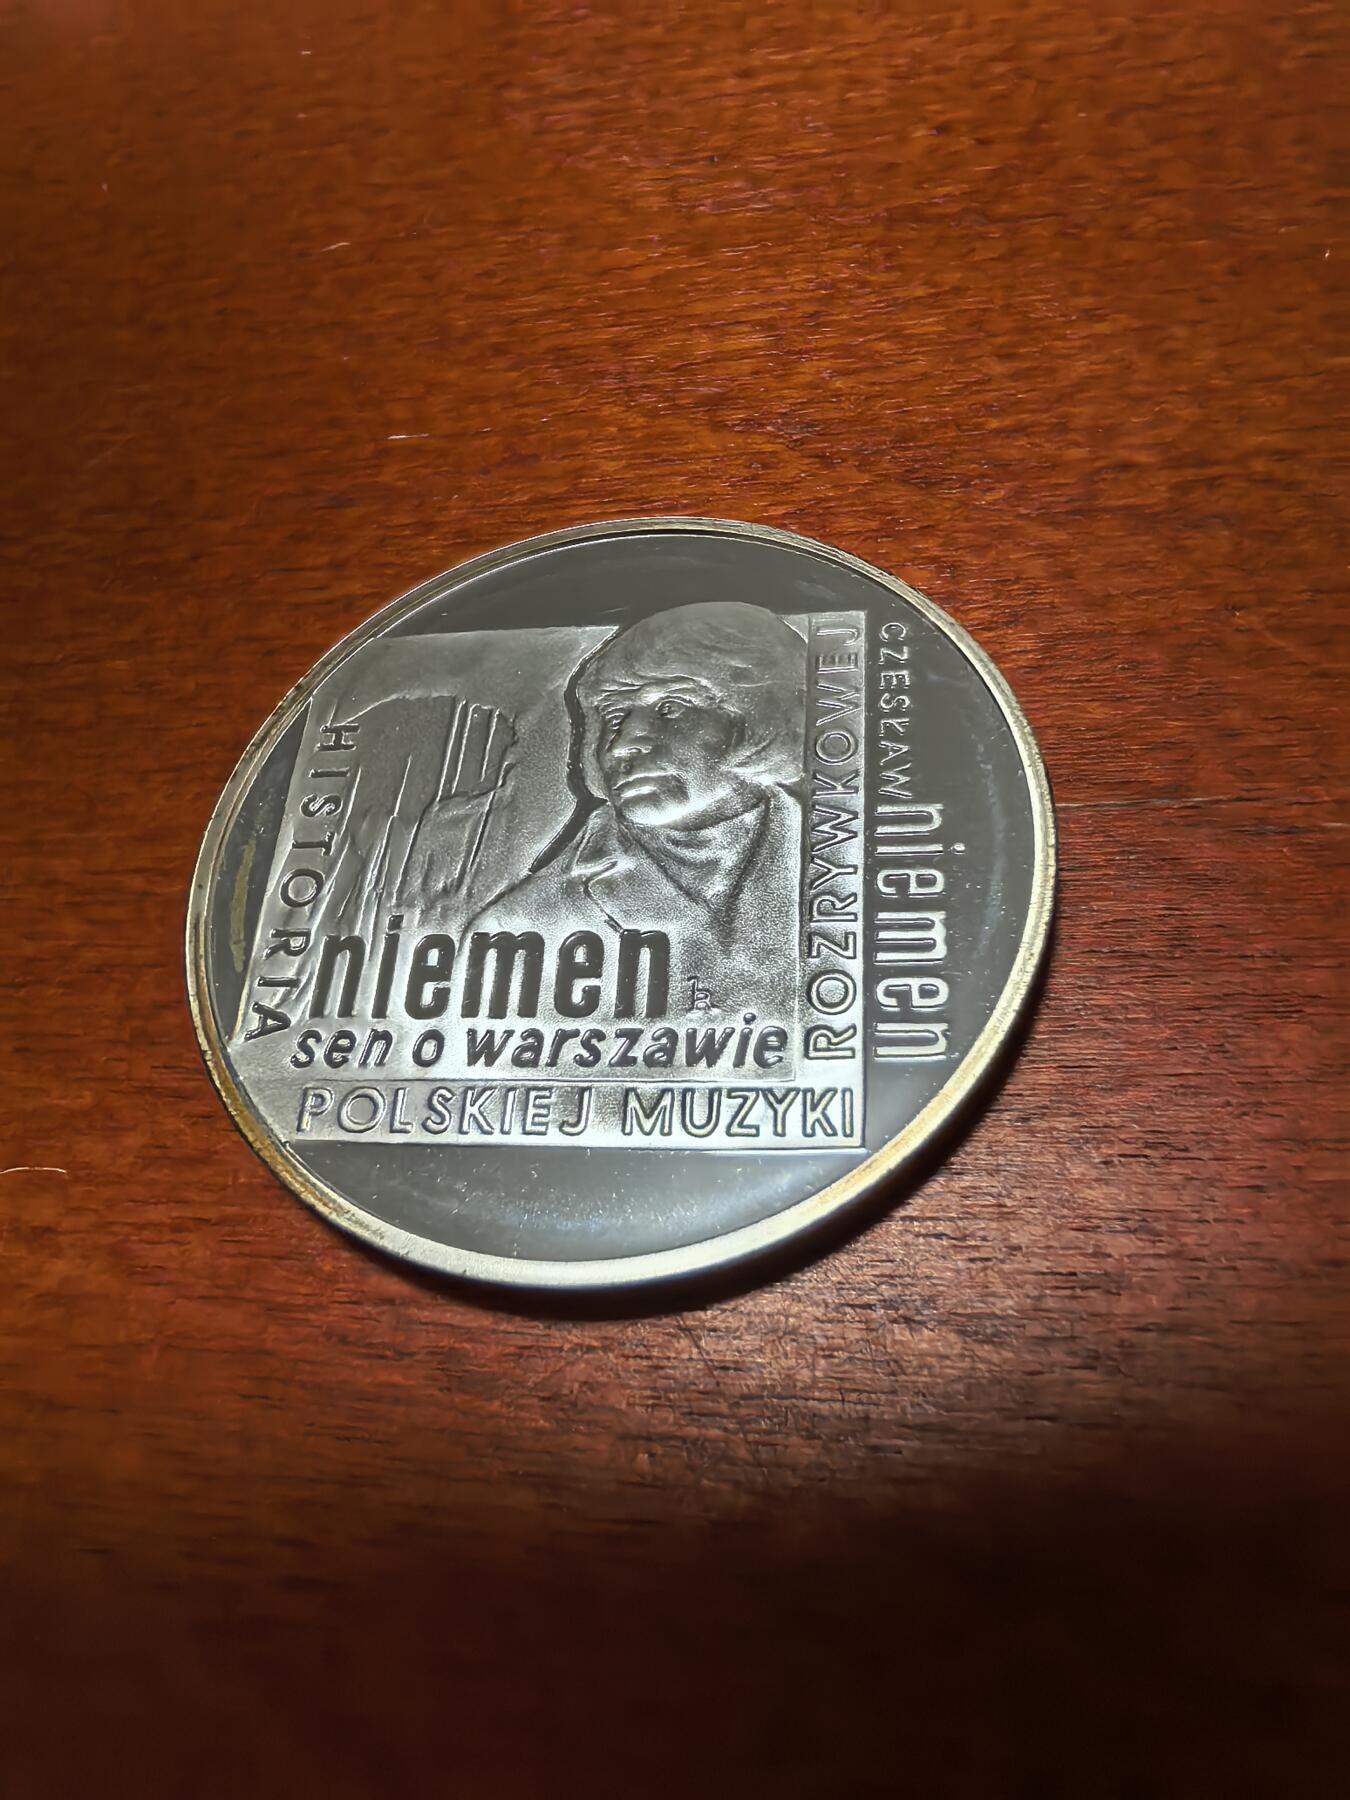 HISTORIA
niemen
sen o warszawie
POLSKIEJ MUZYKI
ROZRYWKOWEJ
CZESŁAW niemen